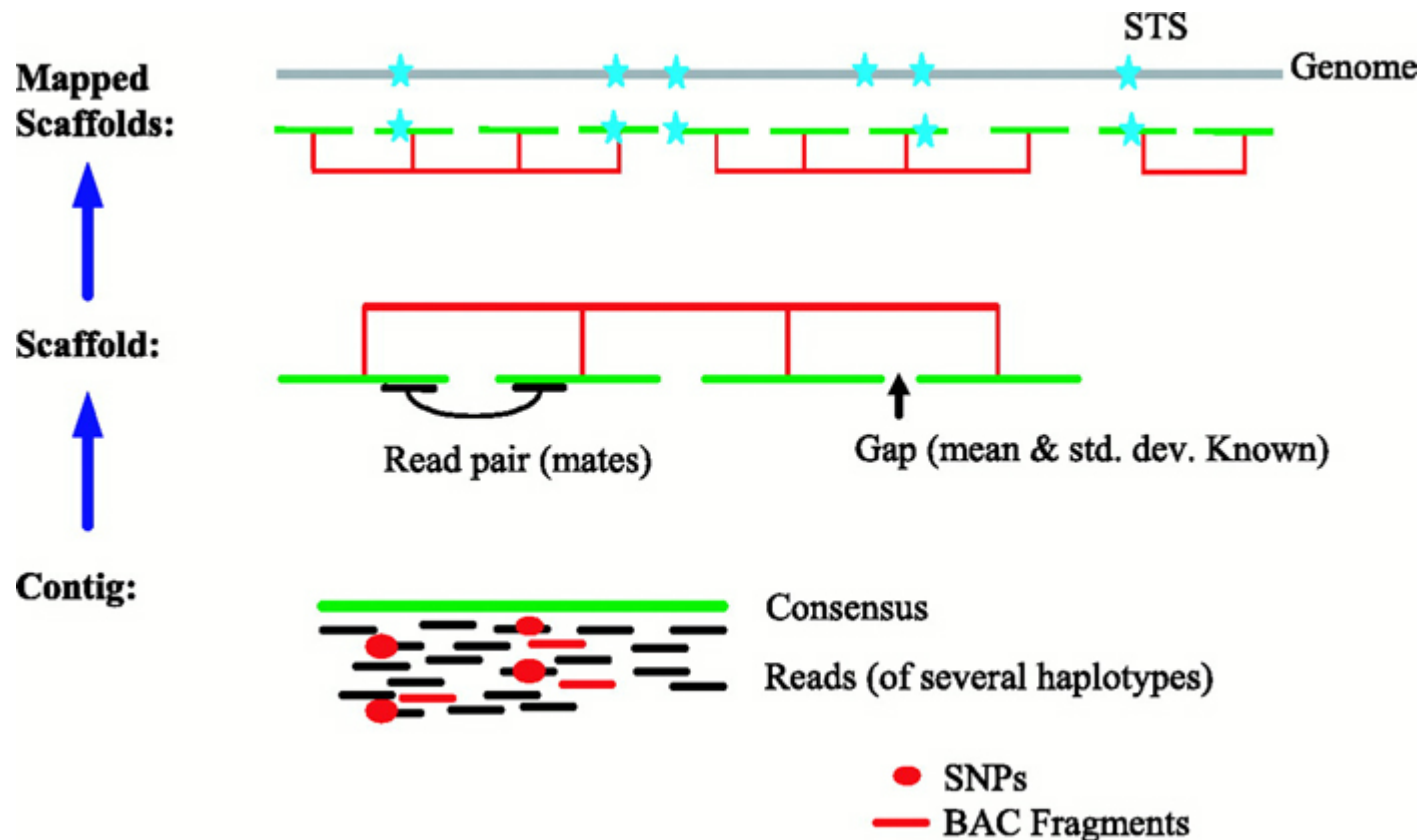 STS
Genome
Mapped
Scaffolds:
Scaffold:
Read pair (mates)
Gap (mean & std. dev. Known)
Contig:
Consensus
Reads (of several haplotypes)
SNPs
BAC Fragments